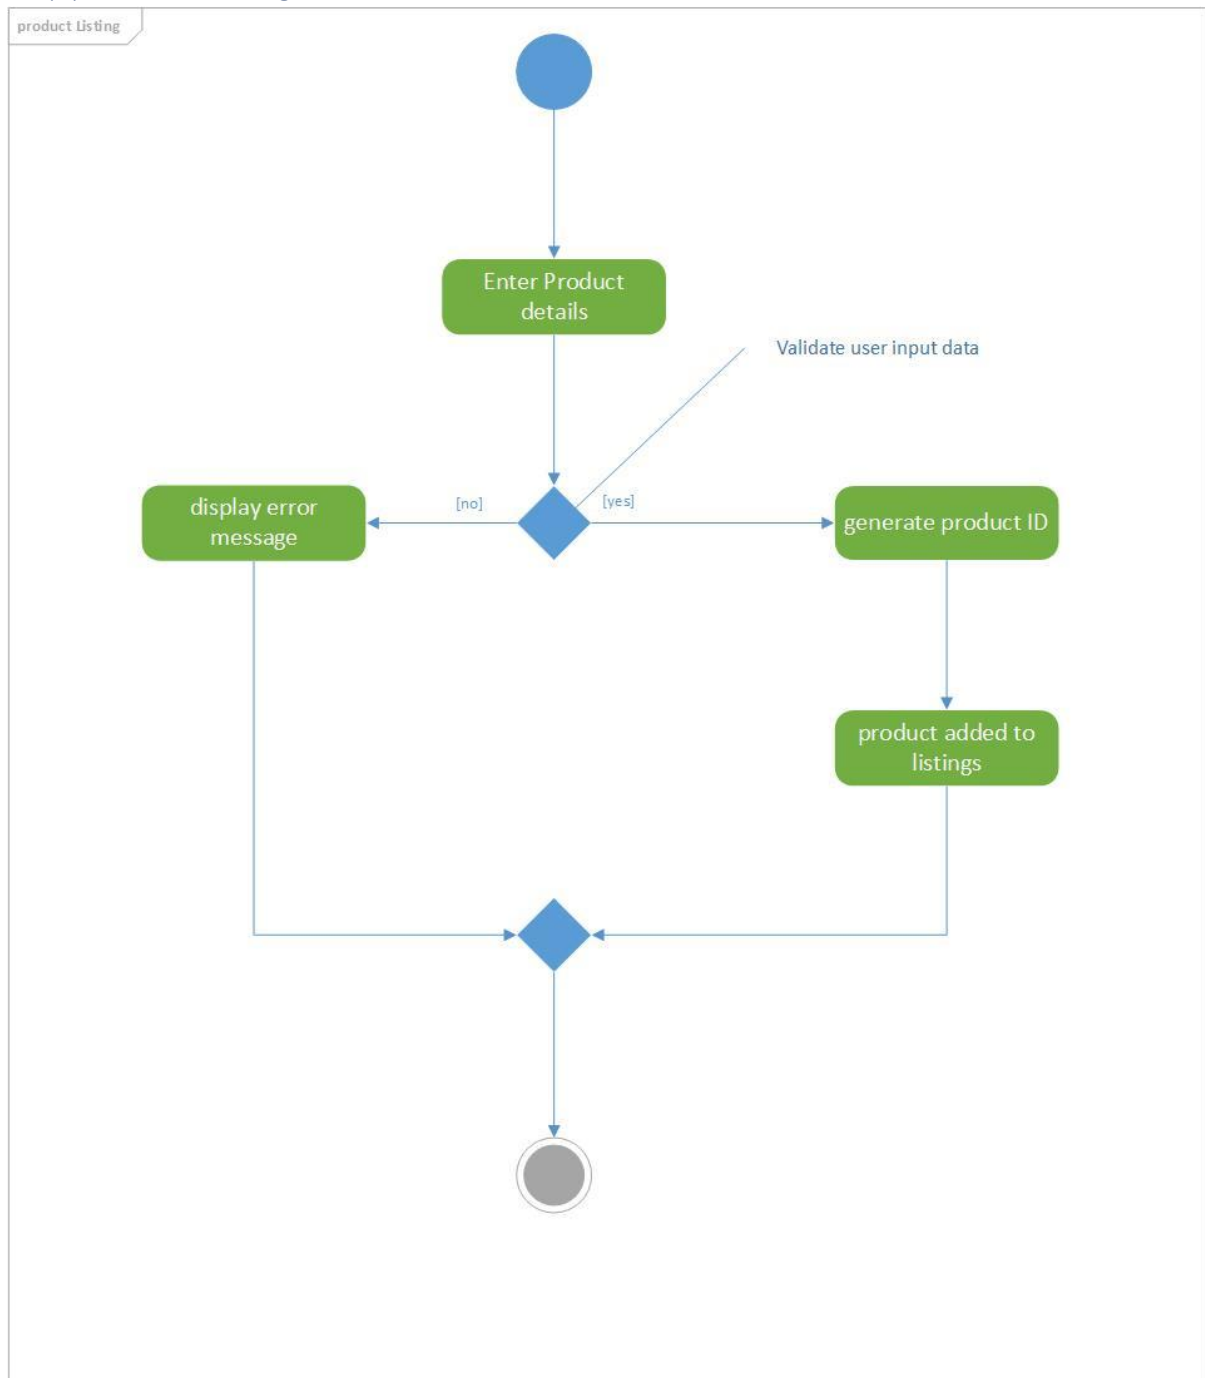 product Listing
Enter Product
details
Validate user input data
display error
message
[no]
[yes]
generate product ID
product added to
listings